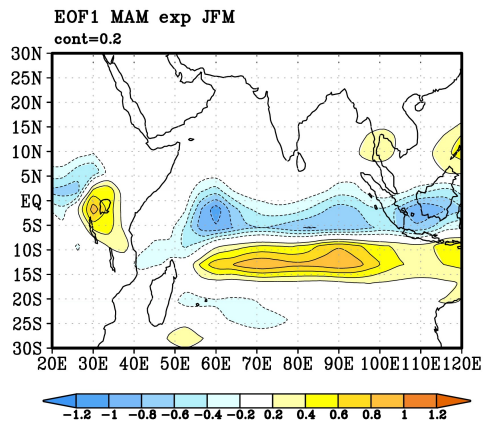 EOF1 MAM exp JFM
cont=0.2
30N
25N
20N
15N
10N
5N
EQ
5S
10S
15S
20S
25S
30S
20E 30E 40E 50E 60E 70E 80E 90E 100E 110E 120E
-1.2 -1 -0.8 -0.6 -0.4 -0.2 0.2 0.4 0.6 0.8 1 1.2